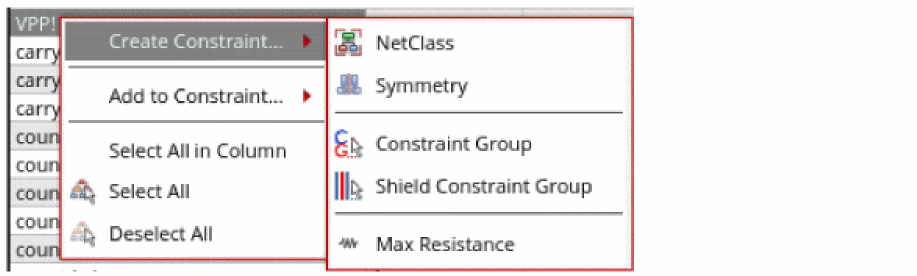 VPP!
carry
carry
carry
coun
coun
coun
coun
coun
Create Constraint...
Add to Constraint...
Select All in Column
Select All
Deselect All
NetClass
Symmetry
Constraint Group
Shield Constraint Group
Max Resistance